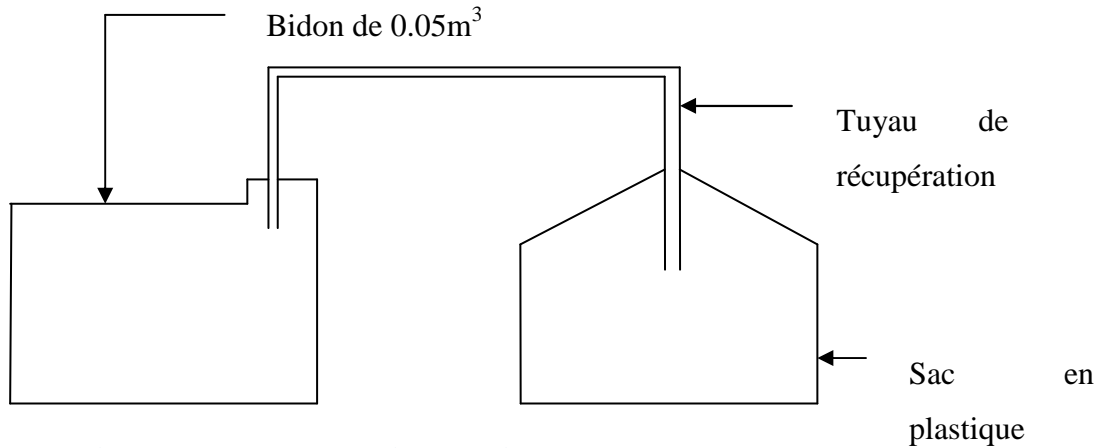 Bidon de 0.05m³
Tuyau de
récupération
Sac en
plastique